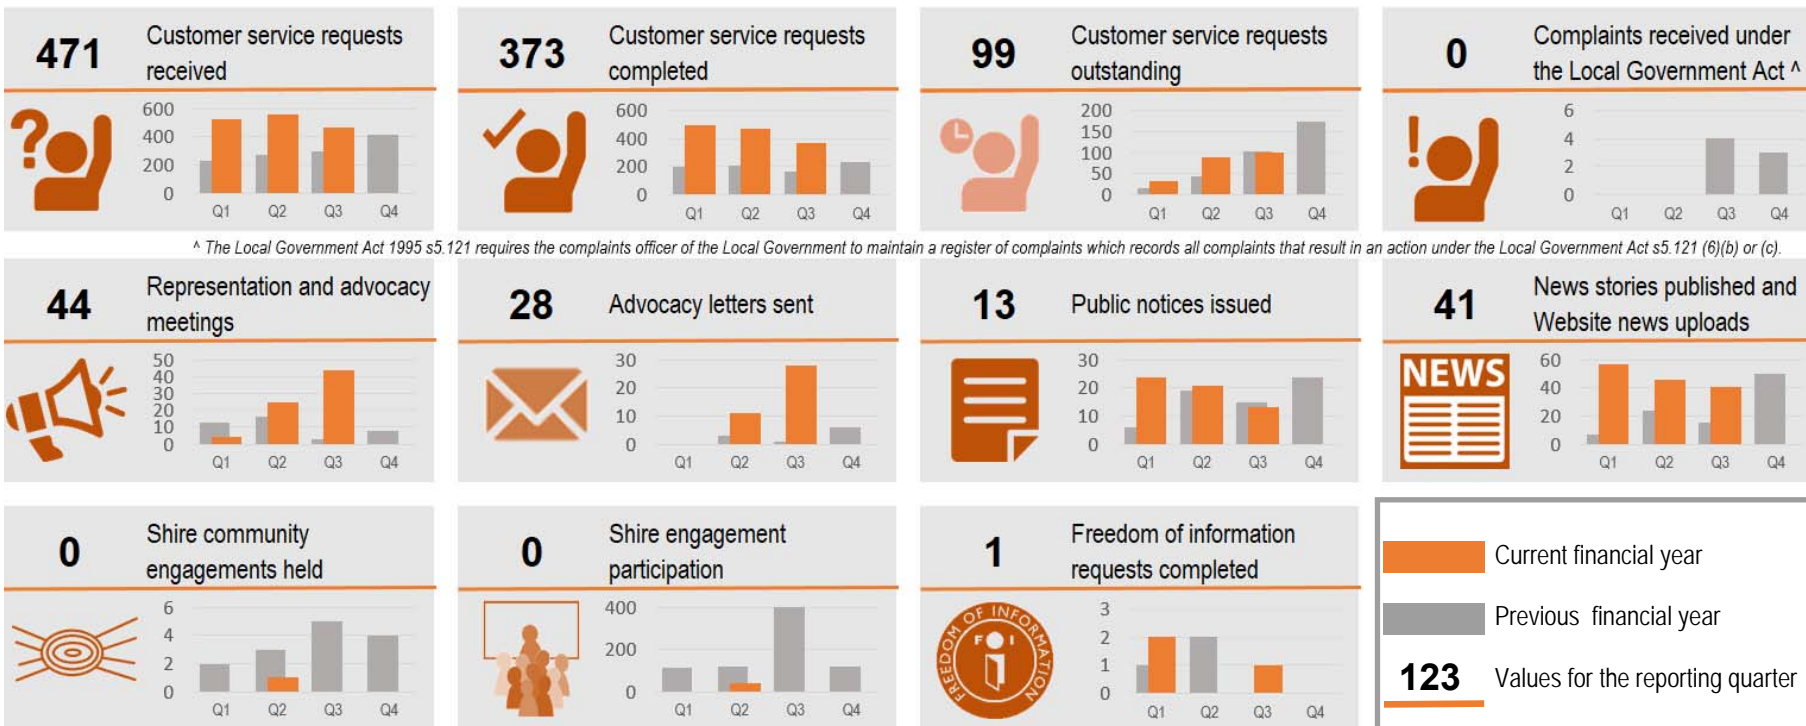 471
Customer service requests
received
600
400
200
0
Q1 Q2 Q3 Q4
373
Customer service requests
completed
600
400
200
0
Q1 Q2 Q3 Q4
99
Customer service requests
outstanding
200
150
100
50
0
Q1 Q2 Q3 Q4
0
Complaints received under
the Local Government Act ^
6
4
2
0
Q1 Q2 Q3 Q4
^ The Local Government Act 1995 s5.121 requires the complaints officer of the Local Government to maintain a register of complaints which records all complaints that result in an action under the Local Government Act s5.121 (6)(b) or (c).
44
Representation and advocacy
meetings
50
40
30
20
10
0
Q1 Q2 Q3 Q4
28
Advocacy letters sent
30
20
10
0
Q1 Q2 Q3 Q4
13
Public notices issued
30
20
10
0
Q1 Q2 Q3 Q4
41
News stories published and
Website news uploads
NEWS
60
40
20
0
Q1 Q2 Q3 Q4
0
Shire community
engagements held
6
4
2
0
Q1 Q2 Q3 Q4
0
Shire engagement
participation
400
200
0
Q1 Q2 Q3 Q4
1
Freedom of information
requests completed
FREEDOM OF INFORMATION
F I
3
2
1
0
Q1 Q2 Q3 Q4
Current financial year
Previous financial year
123 Values for the reporting quarter